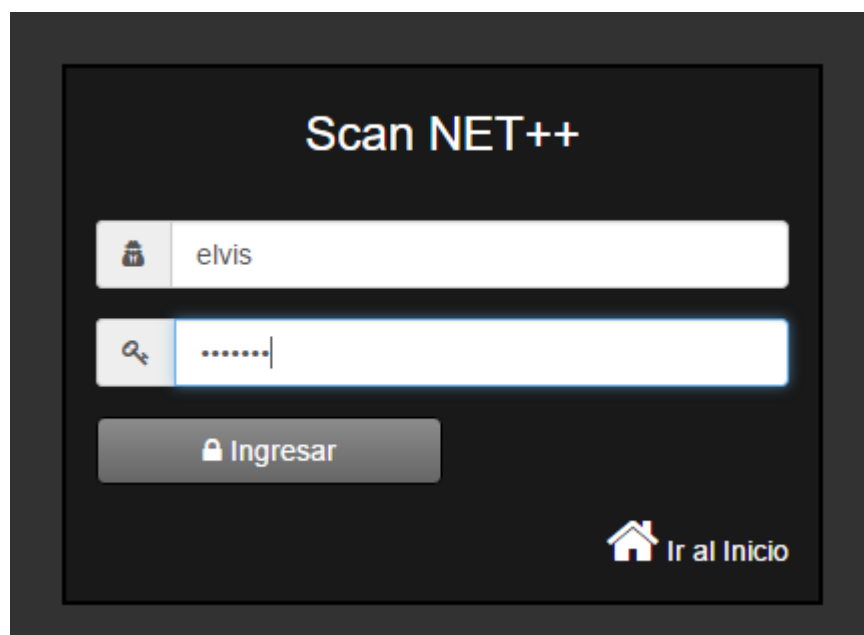 Scan NET++
elvis
•••••••
Ingresar
Ir al Inicio